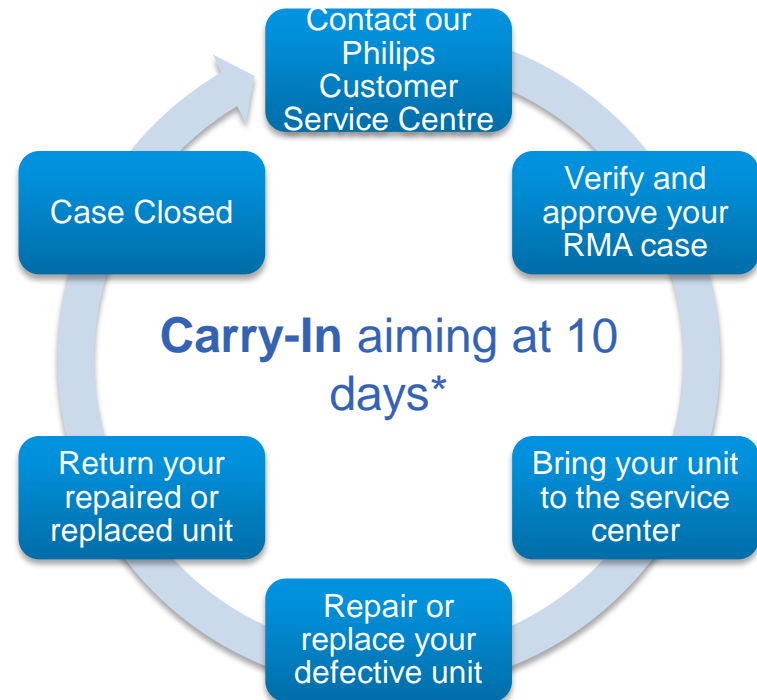 Contact our
Philips
Customer
Service Centre
Verify and
approve your
RMA case
Bring your unit
to the service
center
Repair or
replace your
defective unit
Return your
repaired or
replaced unit
Case Closed
Carry-In aiming at 10
days*